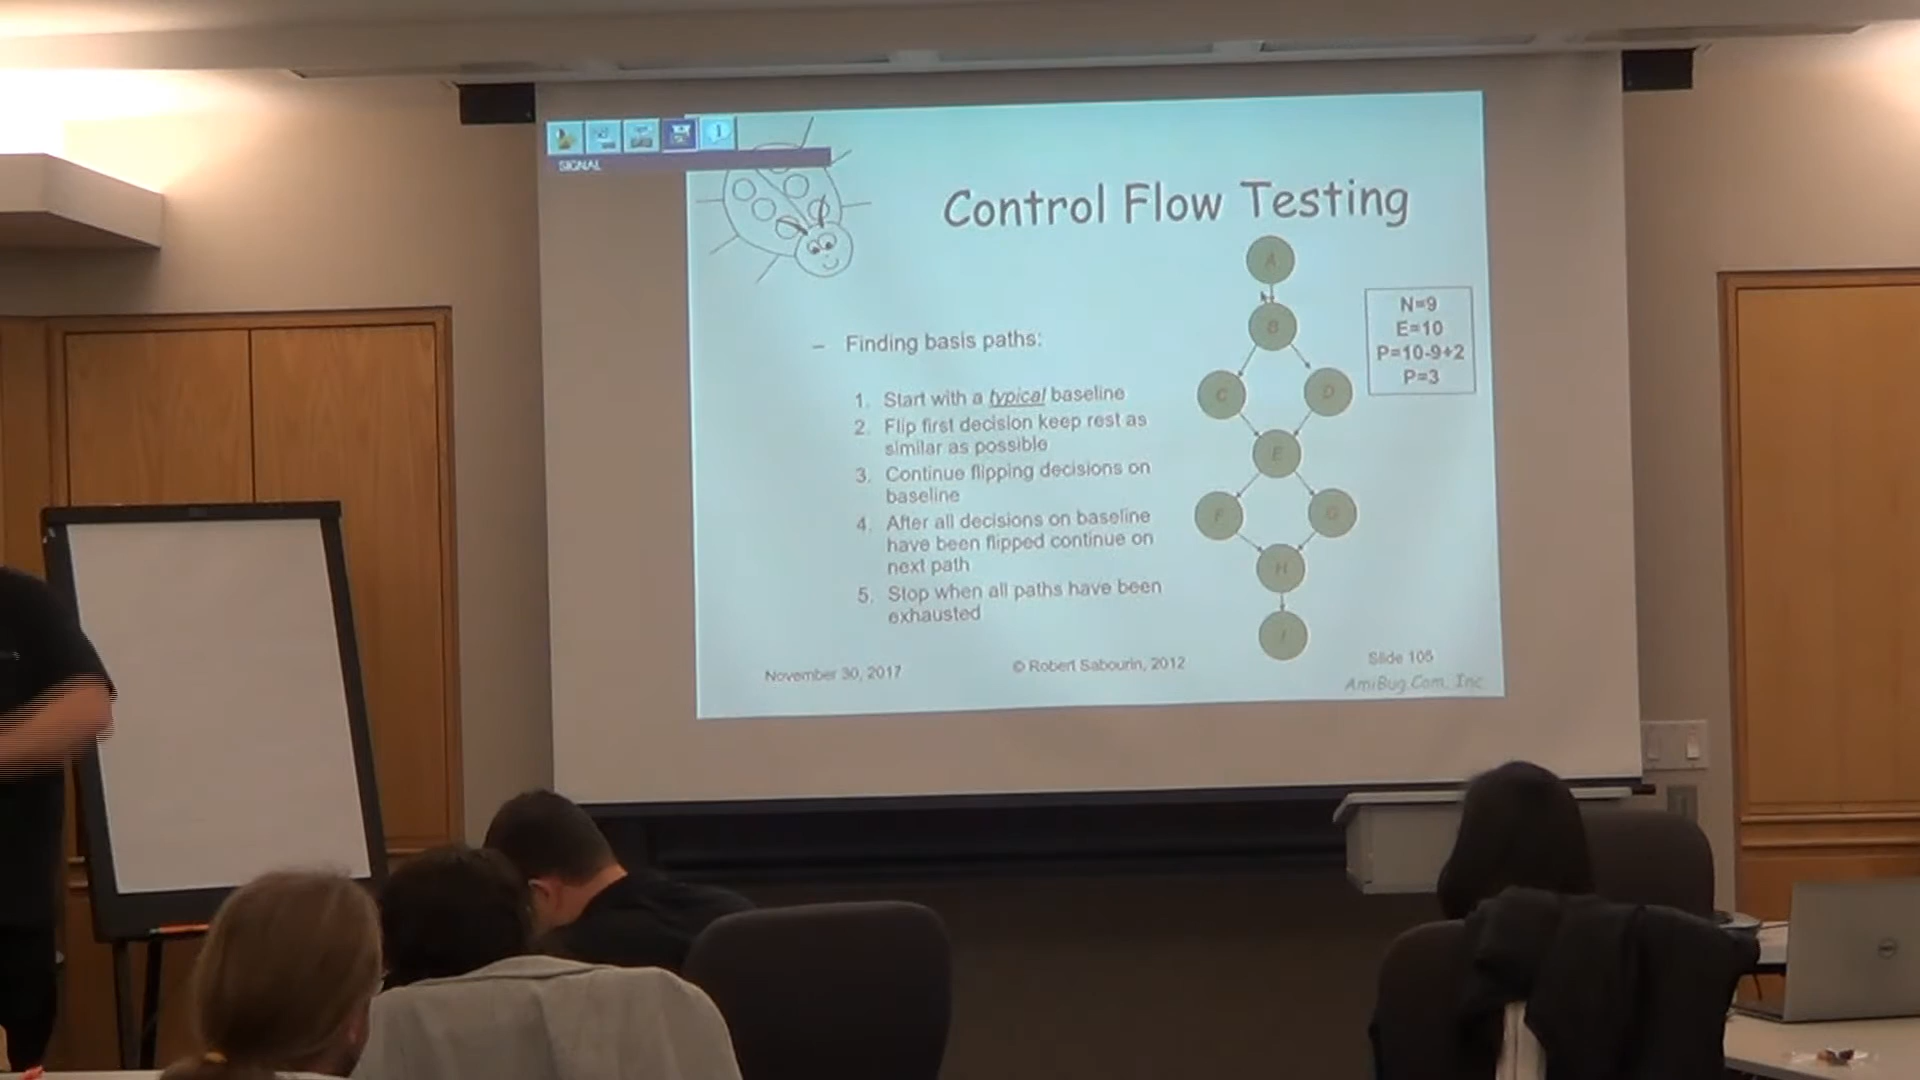 SIGNAL
Control Flow Testing
– Finding basis paths:
1. Start with a typical baseline
2. Flip first decision keep rest as
similar as possible
3. Continue flipping decisions on
baseline
4. After all decisions on baseline
have been flipped continue on
next path
5. Stop when all paths have been
exhausted
A
B
C D
E
F G
H
I
N=9
E=10
P=10-9+2
P=3
November 30, 2017
© Robert Sabourin, 2012
Slide 105
AmiBug.Com, Inc.
DELL